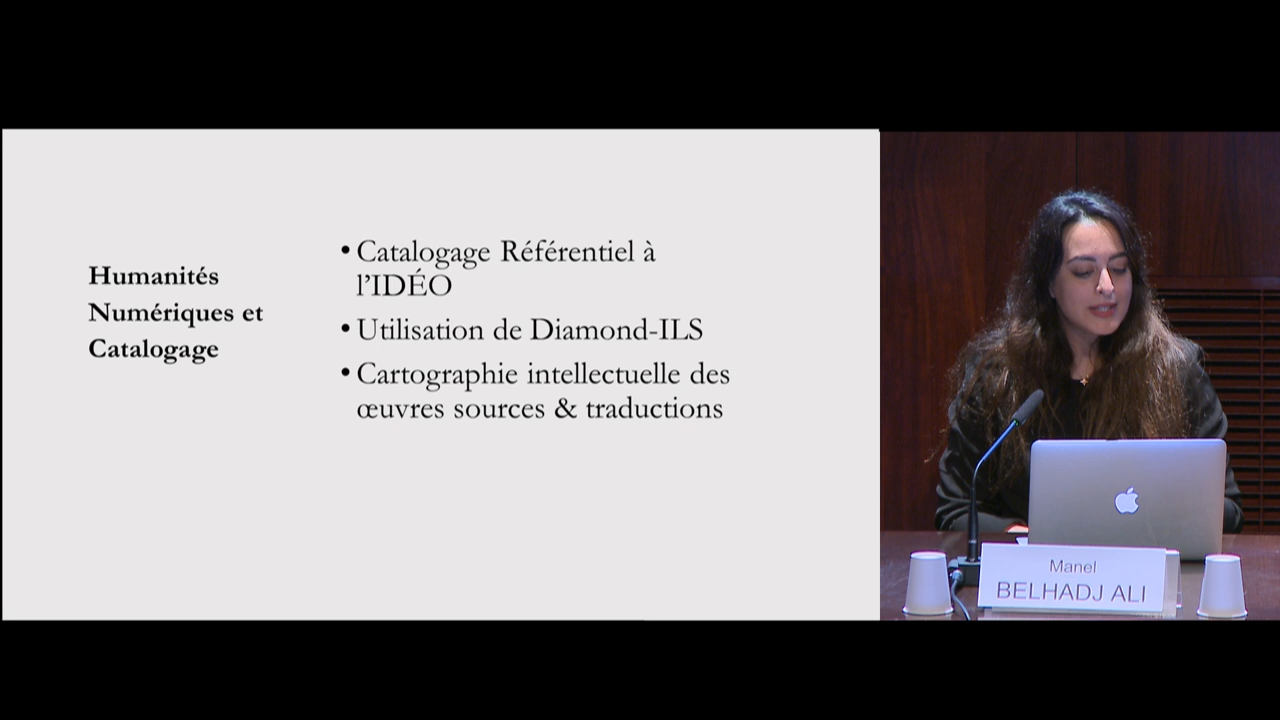 Humanités
Numériques et
Catalogage
• Catalogage Référentiel à
l’IDÉO
• Utilisation de Diamond-ILS
• Cartographie intellectuelle des
œuvres sources & traductions
Manel
BELHADJ ALI